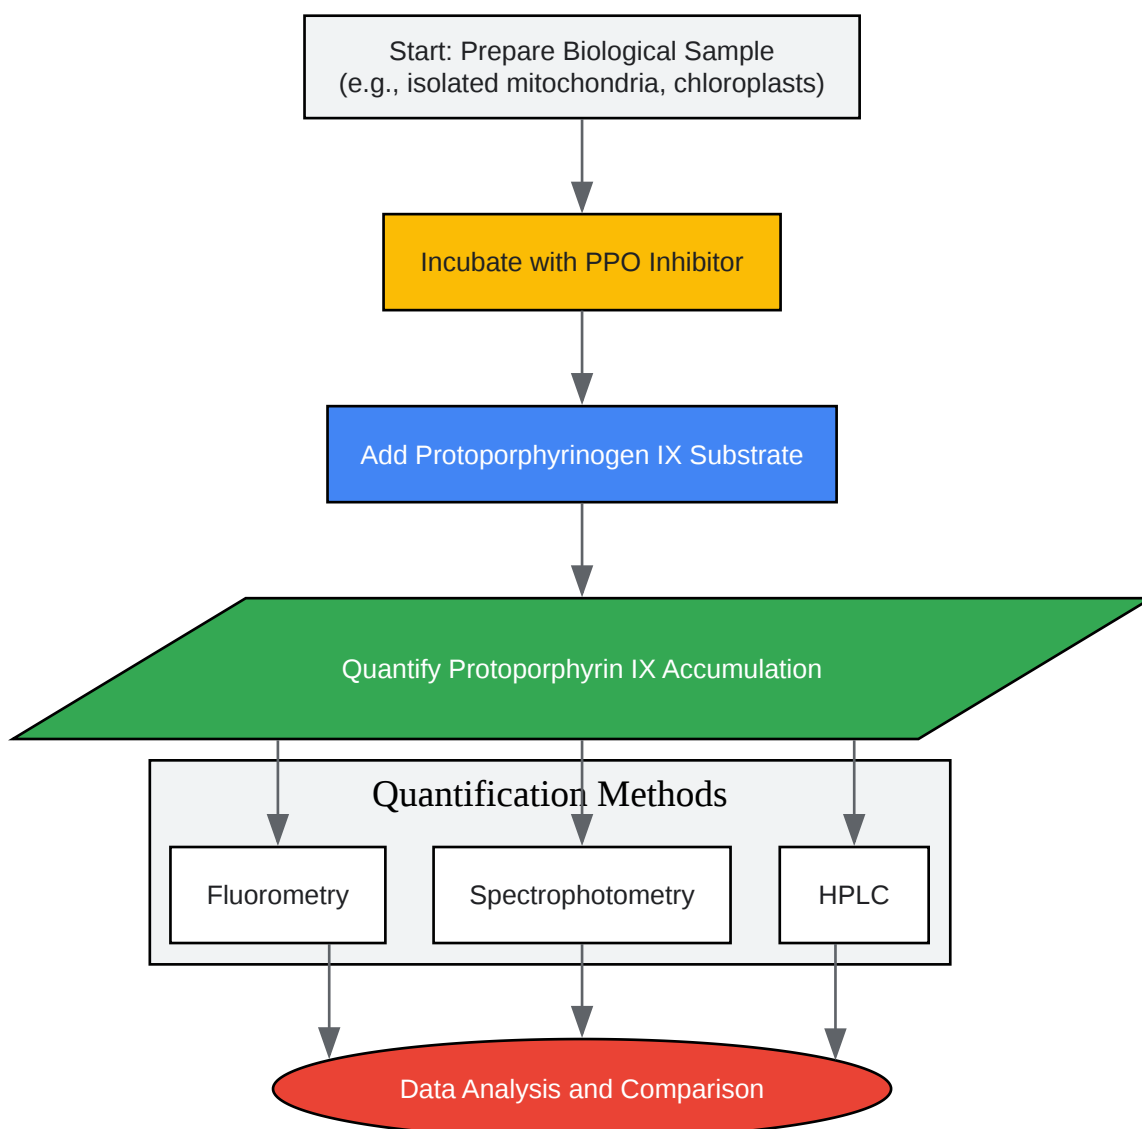 Start: Prepare Biological Sample
(e.g., isolated mitochondria, chloroplasts)
Incubate with PPO Inhibitor
Add Protoporphyrinogen IX Substrate
Quantify Protoporphyrin IX Accumulation
Quantification Methods
Fluorometry
Spectrophotometry
HPLC
Data Analysis and Comparison